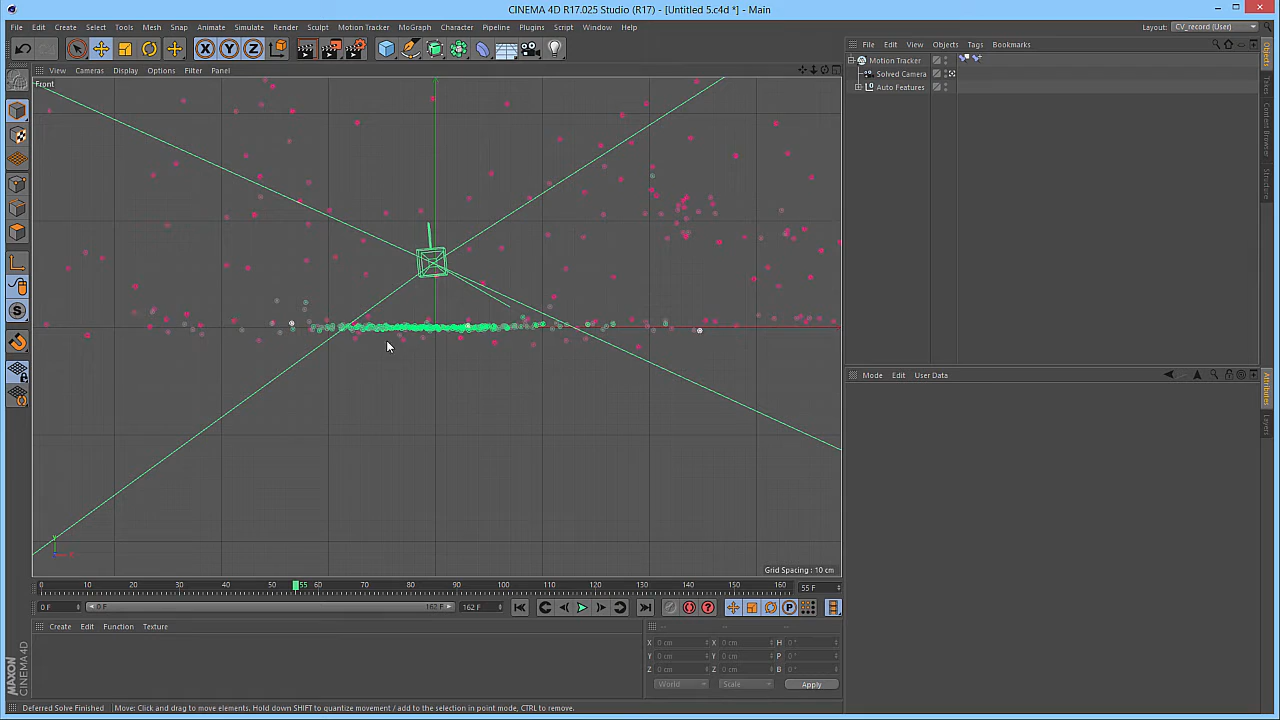 CINEMA 4D R17.025 Studio (R17) - [Untitled 5.c4d *] - Main
File Edit Create Select Tools Mesh Snap Animate Simulate Render Sculpt Motion Tracker MoGraph Character Pipeline Plugins Script Window Help
Layout: CV_record (User)
File Edit View Objects Tags Bookmarks
View Cameras Display Options Filter Panel
Front
Motion Tracker
Solved Camera
Auto Features
Objects
Takes
Content Browser
Structure
Mode Edit User Data
Attributes
Layers
Grid Spacing : 10 cm
0 10 20 30 40 50 55 60 70 80 90 100 110 120 130 140 150 160
55 F
0 F
0 F
162 F
162 F
Create Edit Function Texture
-- -- --
X 0 cm X 0 cm H 0 °
Y 0 cm Y 0 cm P 0 °
Z 0 cm Z 0 cm B 0 °
World Scale Apply
MAXON CINEMA 4D
Deferred Solve Finished Move: Click and drag to move elements. Hold down SHIFT to quantize movement / add to the selection in point mode, CTRL to remove.